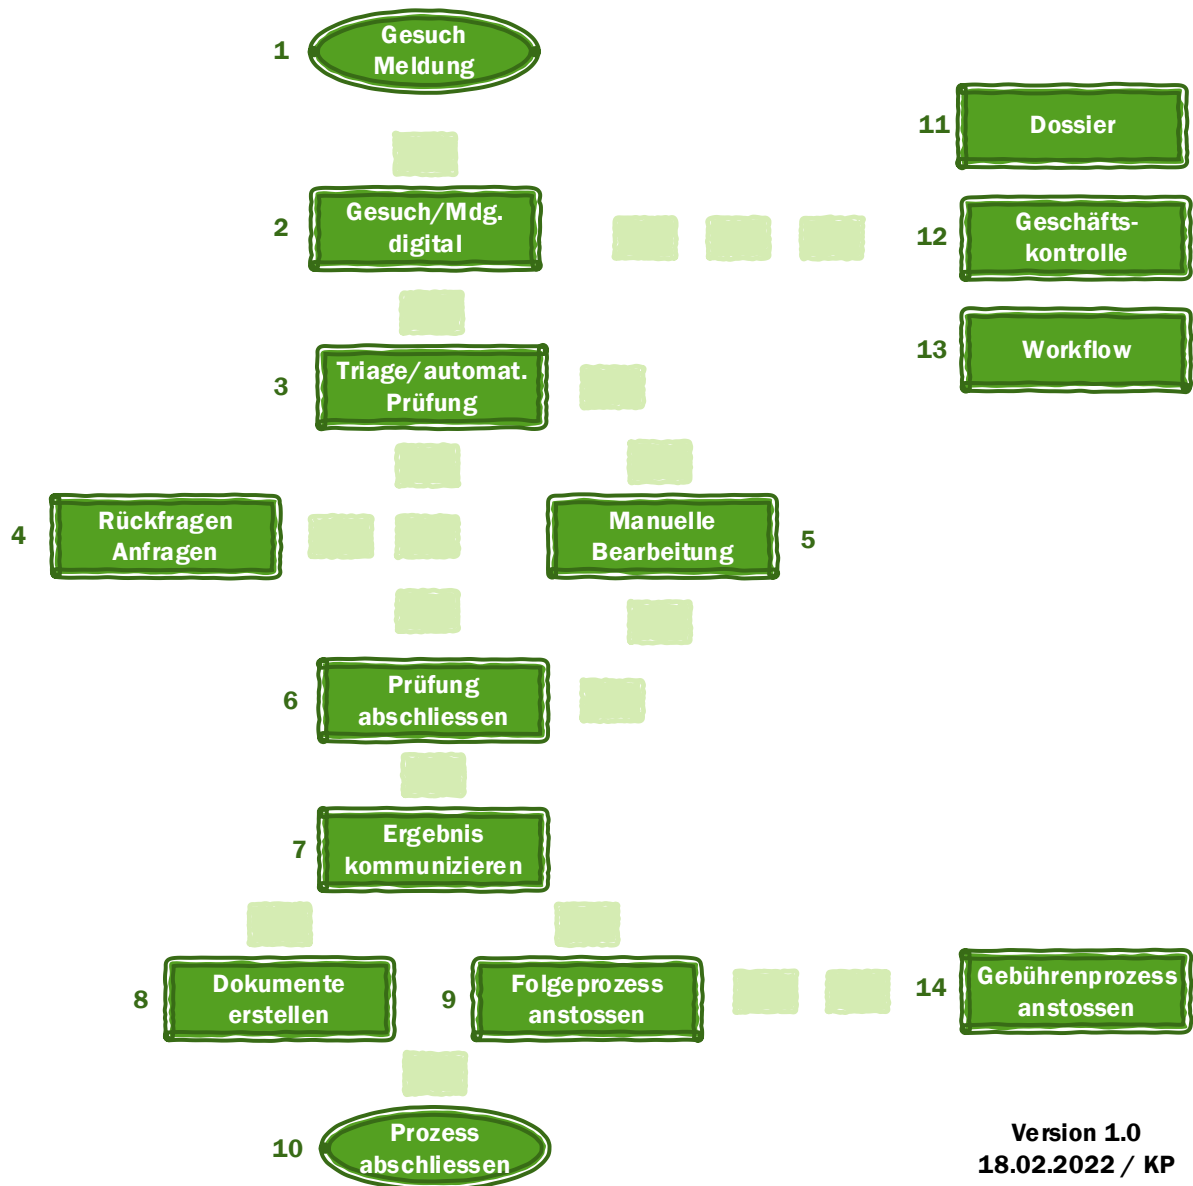 1
Gesuch
Meldung
11
Dossier
2
Gesuch/Mdg.
digital
12
Geschäfts-
kontrolle
13
Workflow
3
Triage/automat.
Prüfung
4
Rückfragen
Anfragen
Manuelle
Bearbeitung
5
6
Prüfung
abschliessen
7
Ergebnis
kommunizieren
8
Dokumente
erstellen
9
Folgeprozess
anstossen
14
Gebührenprozess
anstossen
10
Prozess
abschliessen
Version 1.0
18.02.2022 / KP